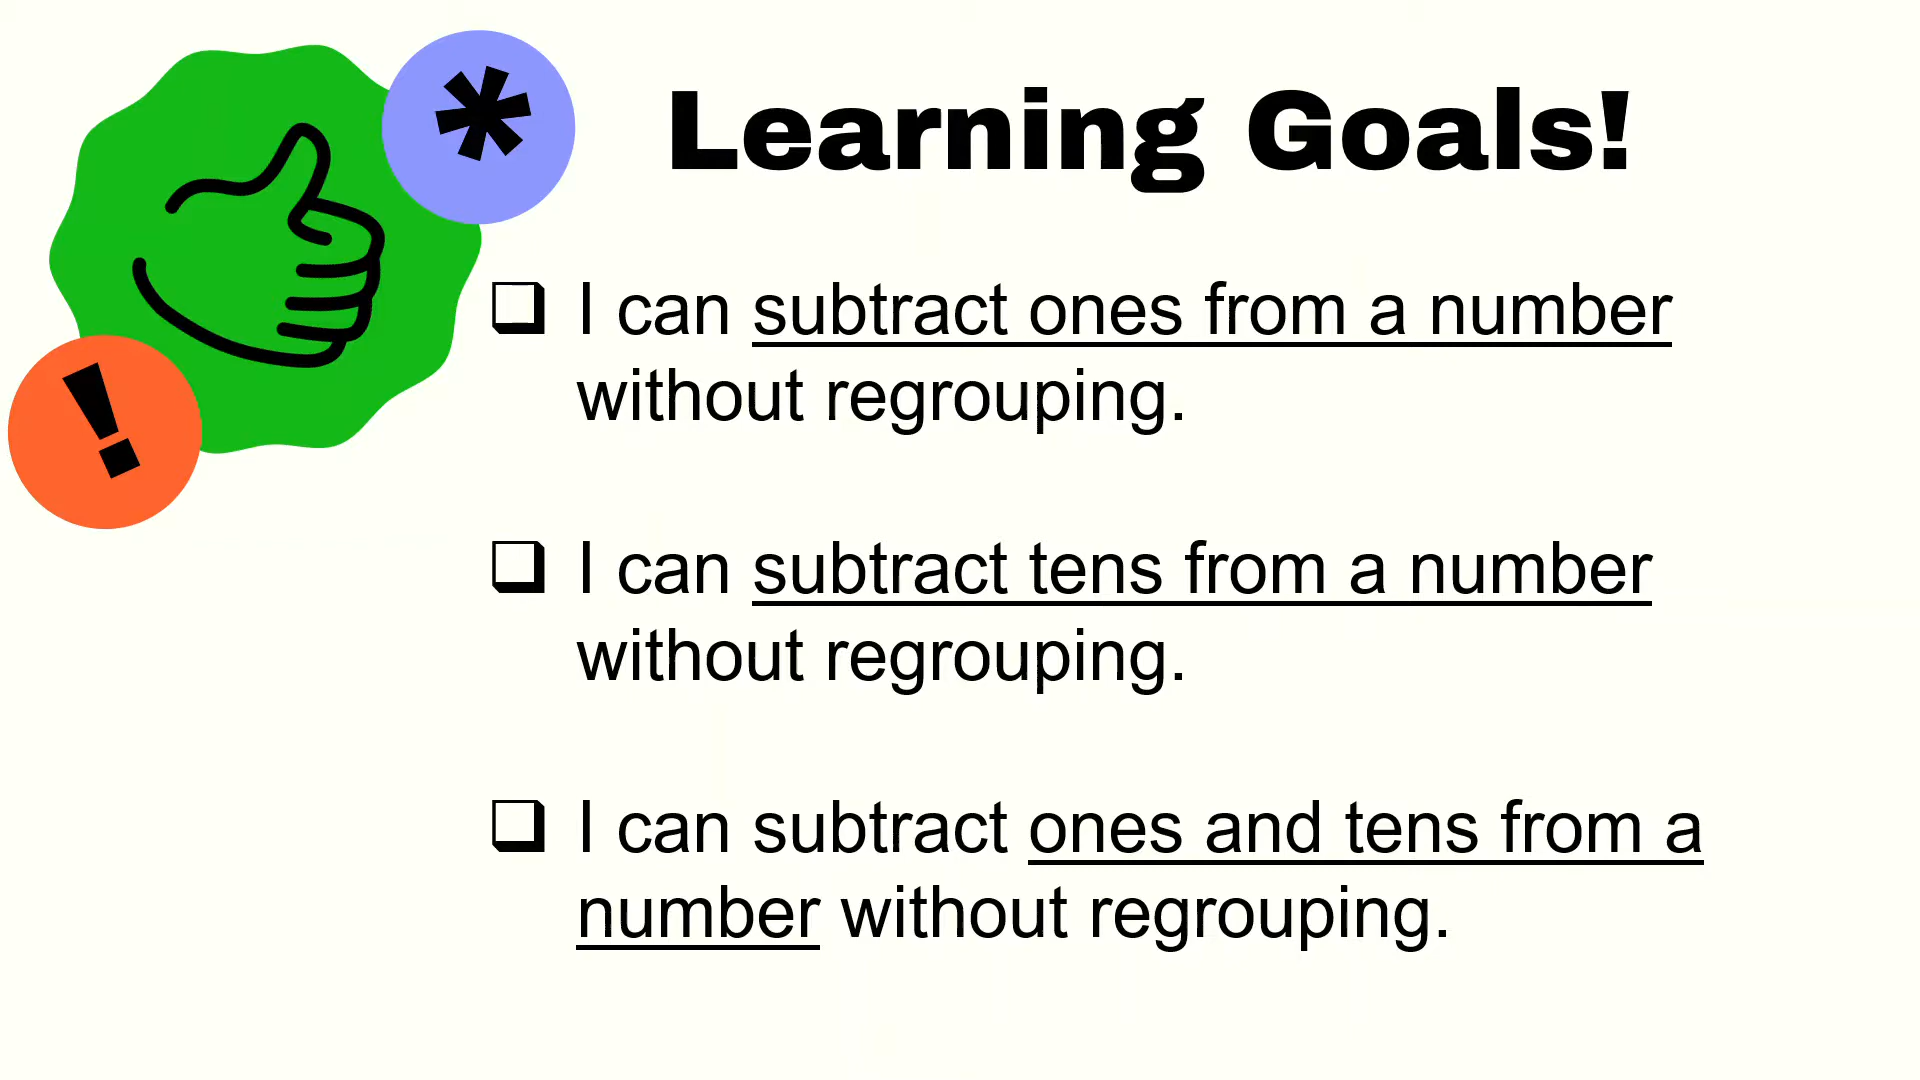 *
Learning Goals!
❑ I can subtract ones from a number
without regrouping.
!
❑ I can subtract tens from a number
without regrouping.
❑ I can subtract ones and tens from a
number without regrouping.